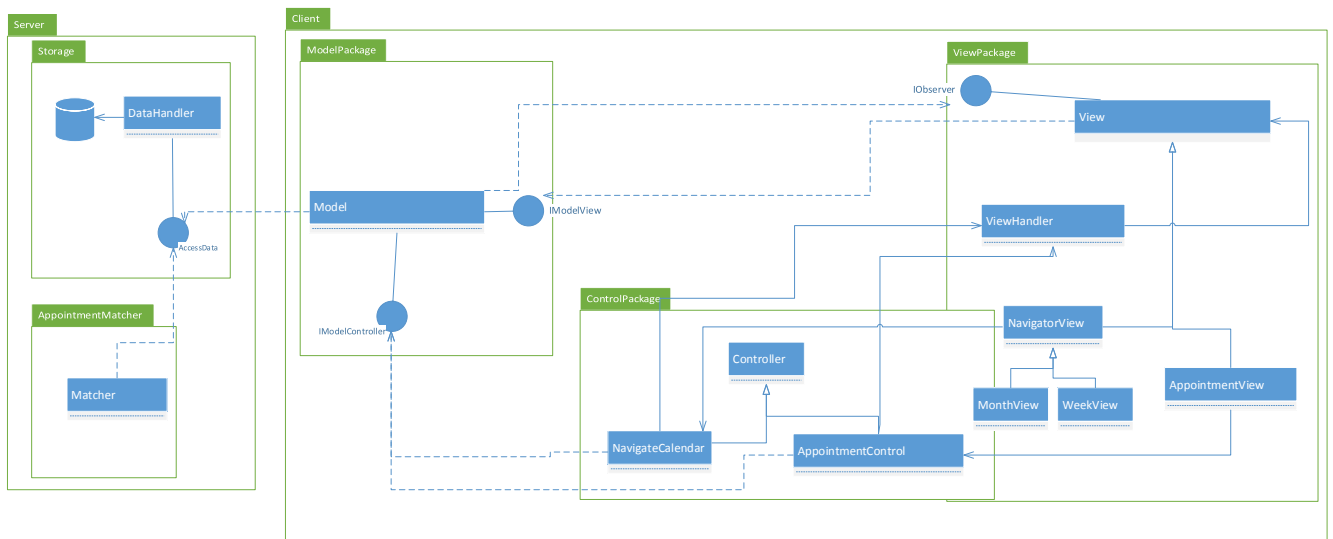 Server
Client
Storage
ModelPackage
ViewPackage
IObserver
DataHandler
View
Model
IModelView
ViewHandler
AccessData
ControlPackage
AppointmentMatcher
NavigatorView
IModelController
Controller
AppointmentView
Matcher
MonthView
WeekView
NavigateCalendar
AppointmentControl